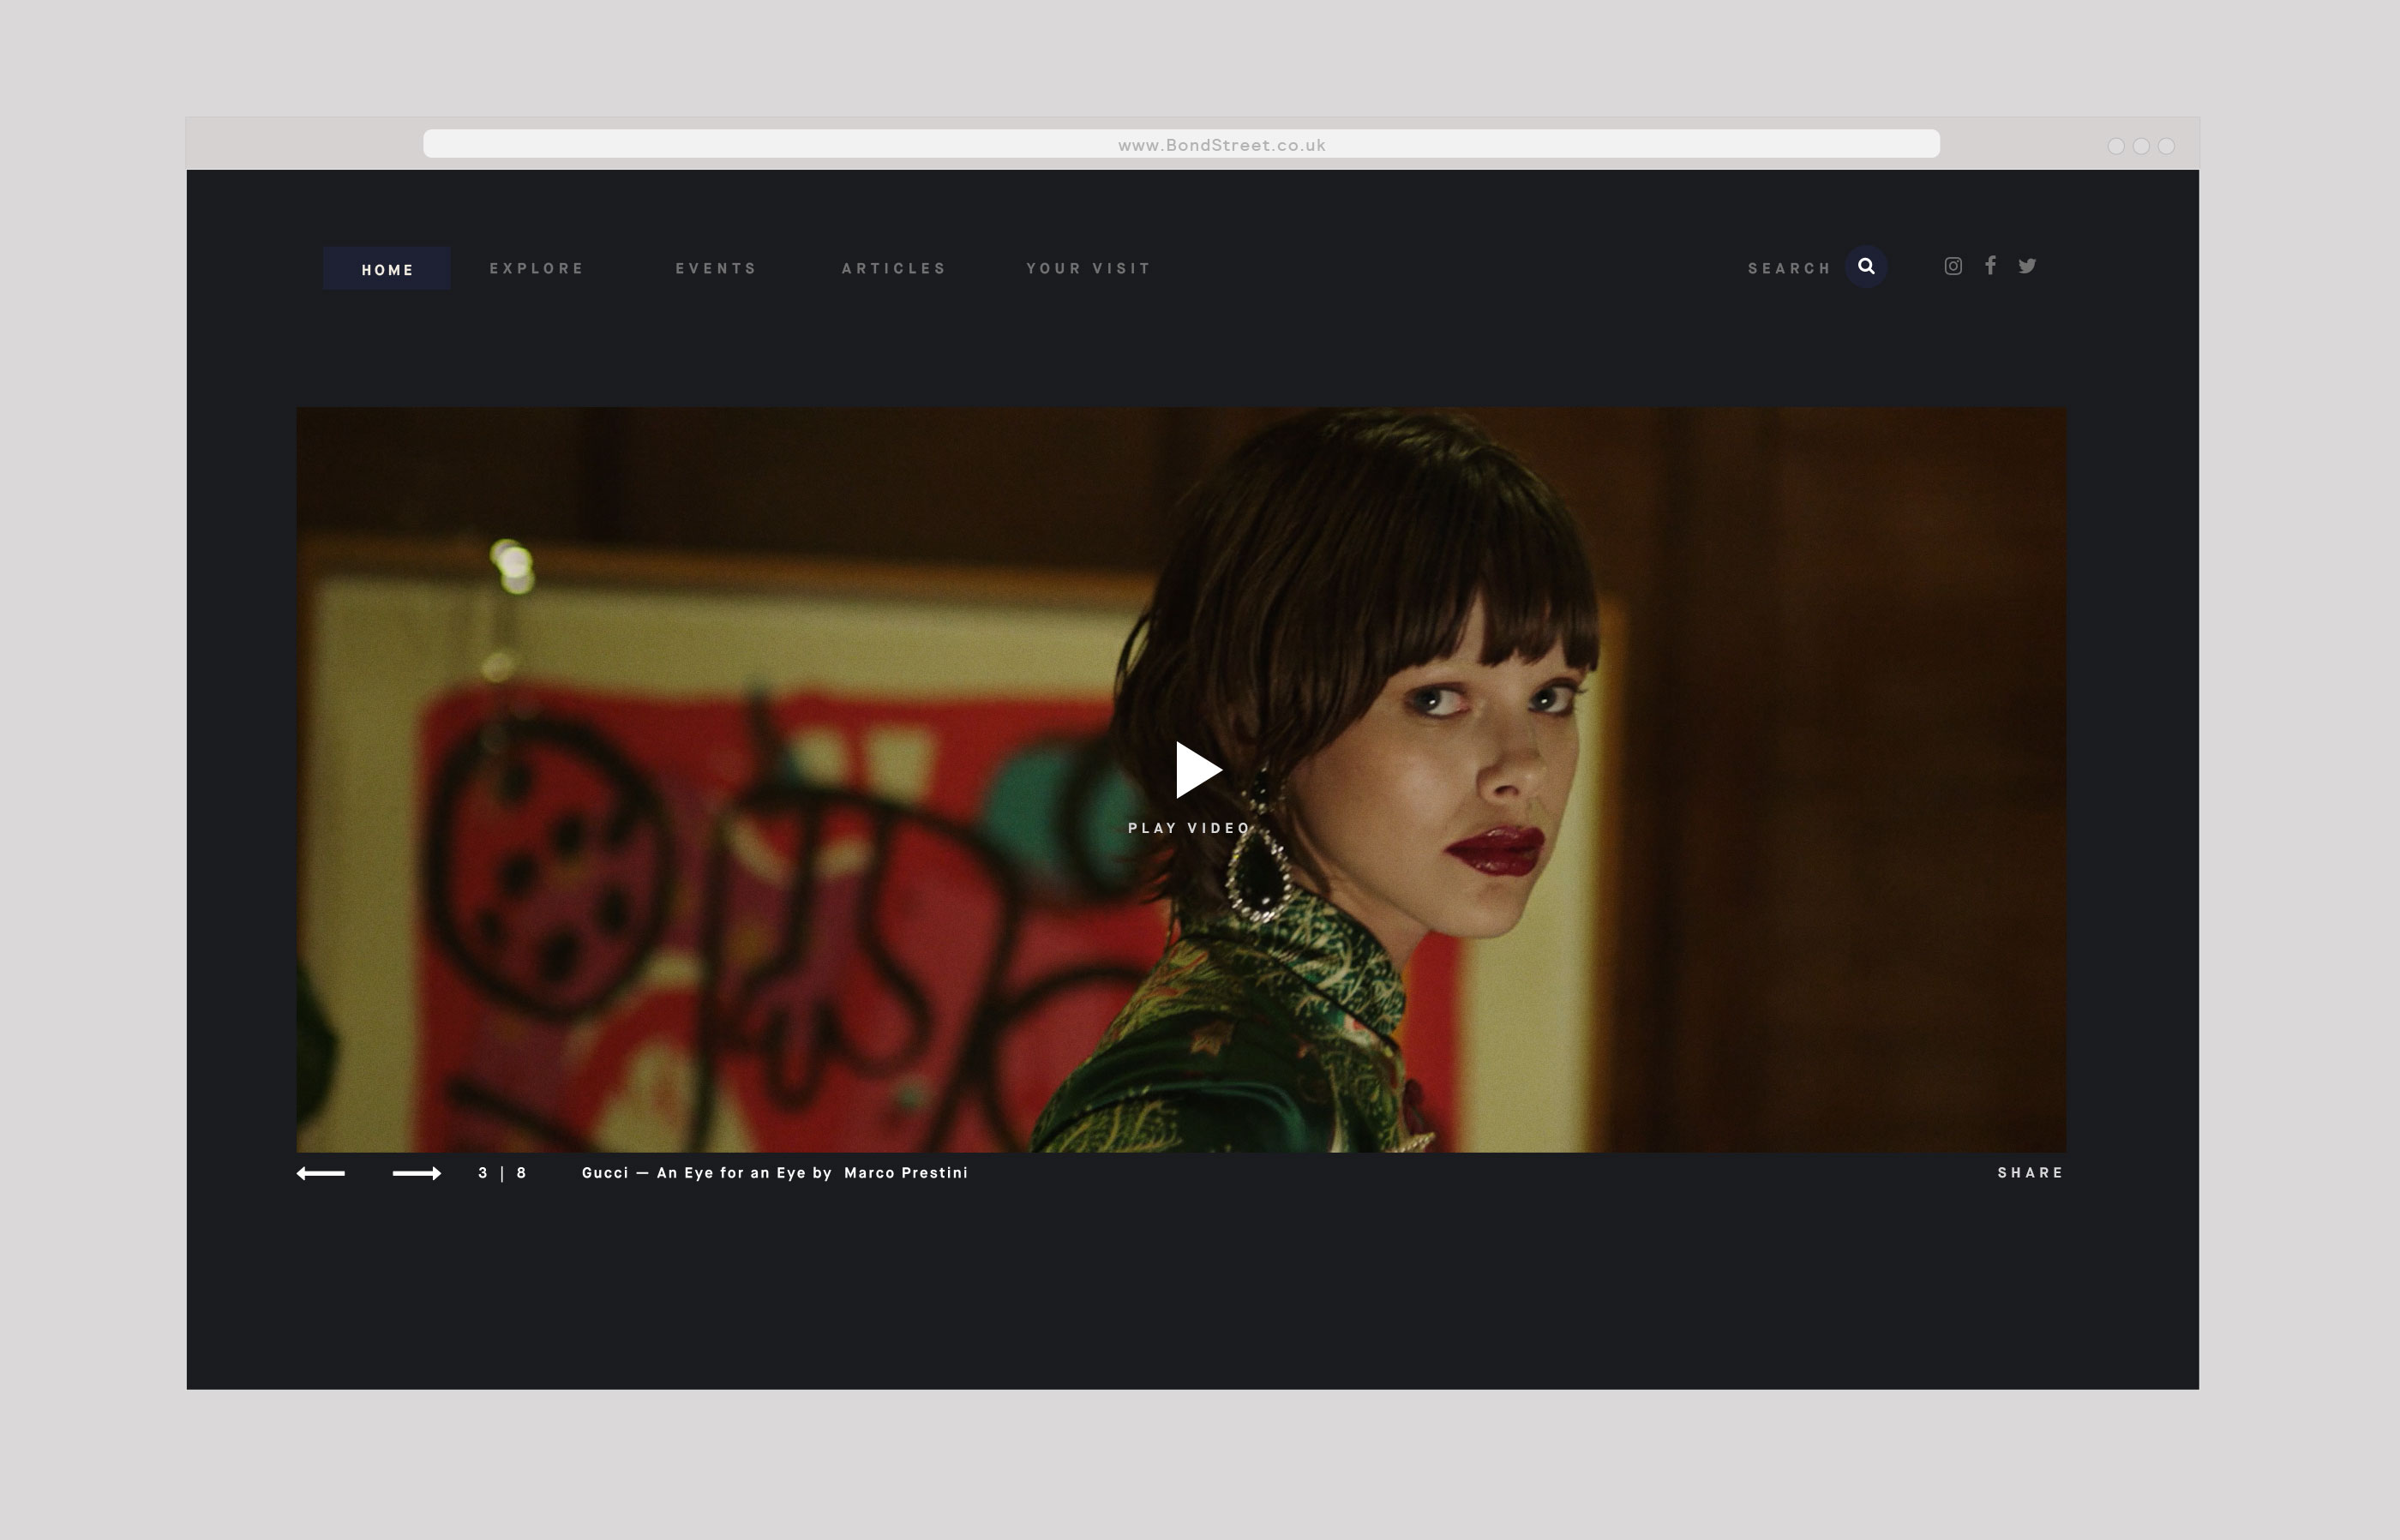 www.BondStreet.co.uk
HOME EXPLORE EVENTS ARTICLES YOUR VISIT SEARCH
PLAY VIDEO
3 | 8 Gucci — An Eye for an Eye by Marco Prestini SHARE